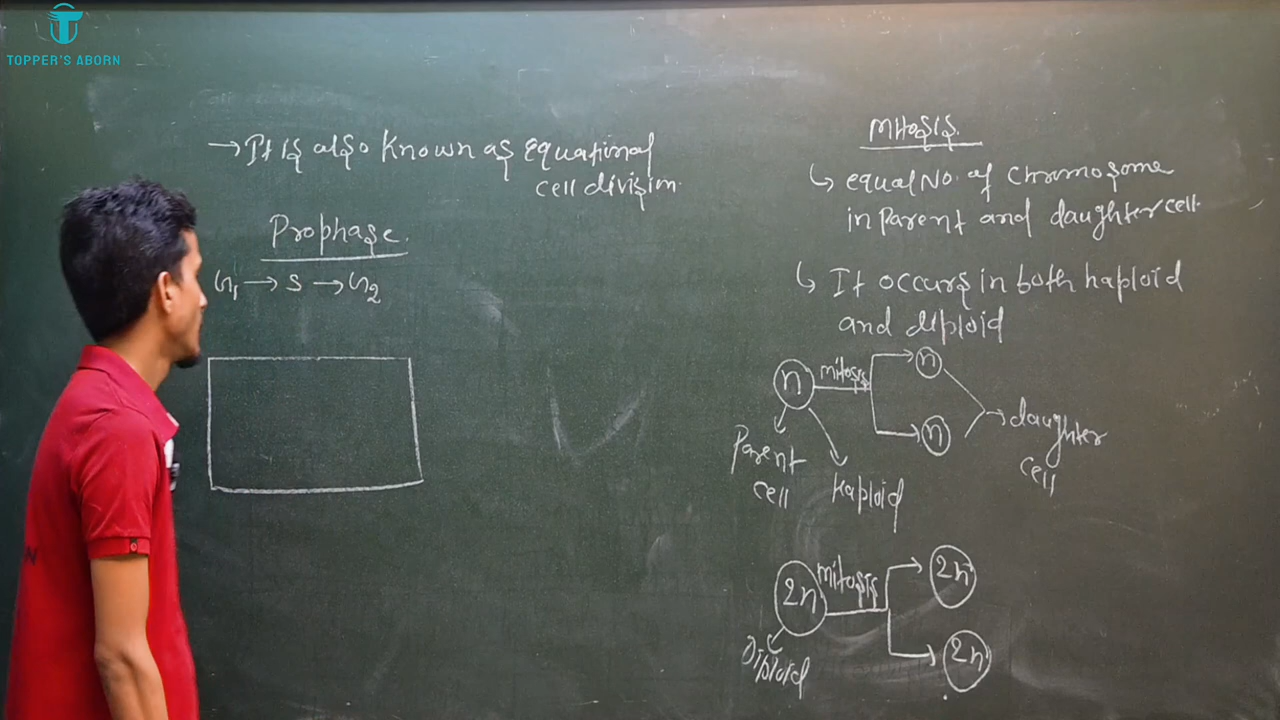 TOPPER'S ABORN
→ It is also known as equational
cell division.
Prophase.
G1 → S → G2
Mitosis.
↳ equal No. of chromosome
in Parent and daughter cell.
↳ It occurs in both haploid
and diploid
n mitosis n
n
daughter
cell
Parent
cell
haploid
2n mitosis 2n
2n
Diploid